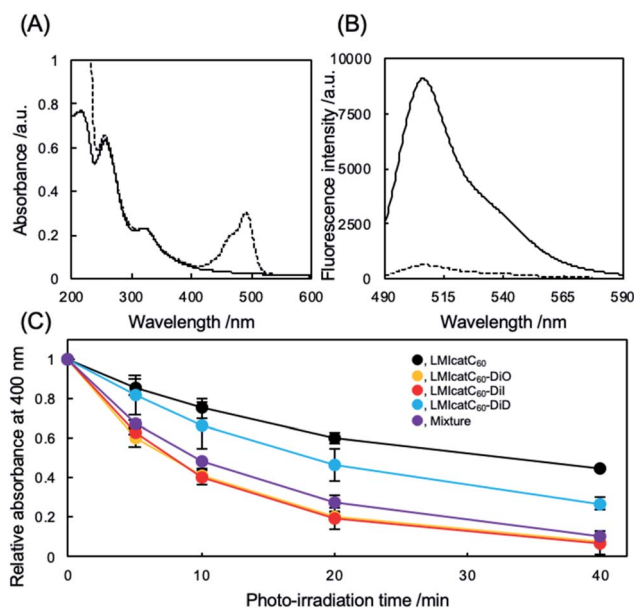 (A)
Absorbance /a.u.
1
0.8
0.6
0.4
0.2
0
200 300 400 500 600
Wavelength /nm
(B)
Fluorescence intensity /a.u.
10000
7500
5000
2500
0
490 515 540 565 590
Wavelength /nm
(C)
Relative absorbance at 400 nm
1
0.8
0.6
0.4
0.2
0
, LMIcatC₆₀
, LMIcatC₆₀-DiO
, LMIcatC₆₀-DiI
, LMIcatC₆₀-DiD
, Mixture
0 10 20 30 40
Photo-irradiation time /min